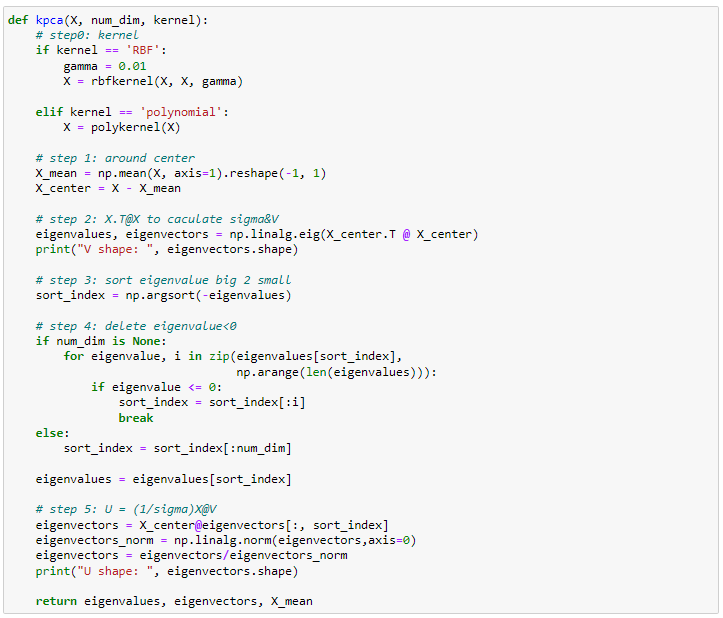 def kpca(X, num_dim, kernel):
    # step0: kernel
    if kernel == 'RBF':
        gamma = 0.01
        X = rbfkernel(X, X, gamma)

    elif kernel == 'polynomial':
        X = polykernel(X)

    # step 1: around center
    X_mean = np.mean(X, axis=1).reshape(-1, 1)
    X_center = X - X_mean

    # step 2: X.T@X to caculate sigma&V
    eigenvalues, eigenvectors = np.linalg.eig(X_center.T @ X_center)
    print("V shape: ", eigenvectors.shape)

    # step 3: sort eigenvalue big 2 small
    sort_index = np.argsort(-eigenvalues)

    # step 4: delete eigenvalue<0
    if num_dim is None:
        for eigenvalue, i in zip(eigenvalues[sort_index],
                                 np.arange(len(eigenvalues))):
            if eigenvalue <= 0:
                sort_index = sort_index[:i]
                break
    else:
        sort_index = sort_index[:num_dim]

    eigenvalues = eigenvalues[sort_index]

    # step 5: U = (1/sigma)X@V
    eigenvectors = X_center@eigenvectors[:, sort_index]
    eigenvectors_norm = np.linalg.norm(eigenvectors,axis=0)
    eigenvectors = eigenvectors/eigenvectors_norm
    print("U shape: ", eigenvectors.shape)

    return eigenvalues, eigenvectors, X_mean